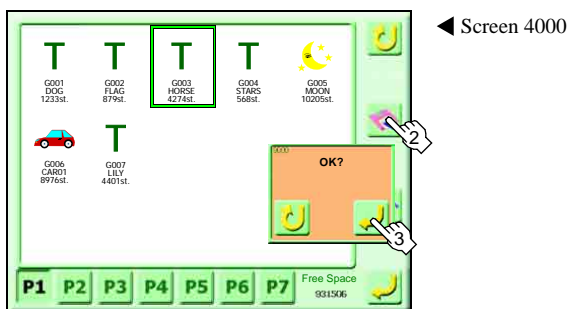 ◀ Screen 4000
T T T T
G001 G002 G003 G004 G005
DOG FLAG HORSE STARS MOON
1233st. 879st. 4274st. 568st. 10205st.
T
G006 G007
CAR01 LILY
8976st. 4401st.
2
OK?
3
P1 P2 P3 P4 P5 P6 P7 Free Space
931506